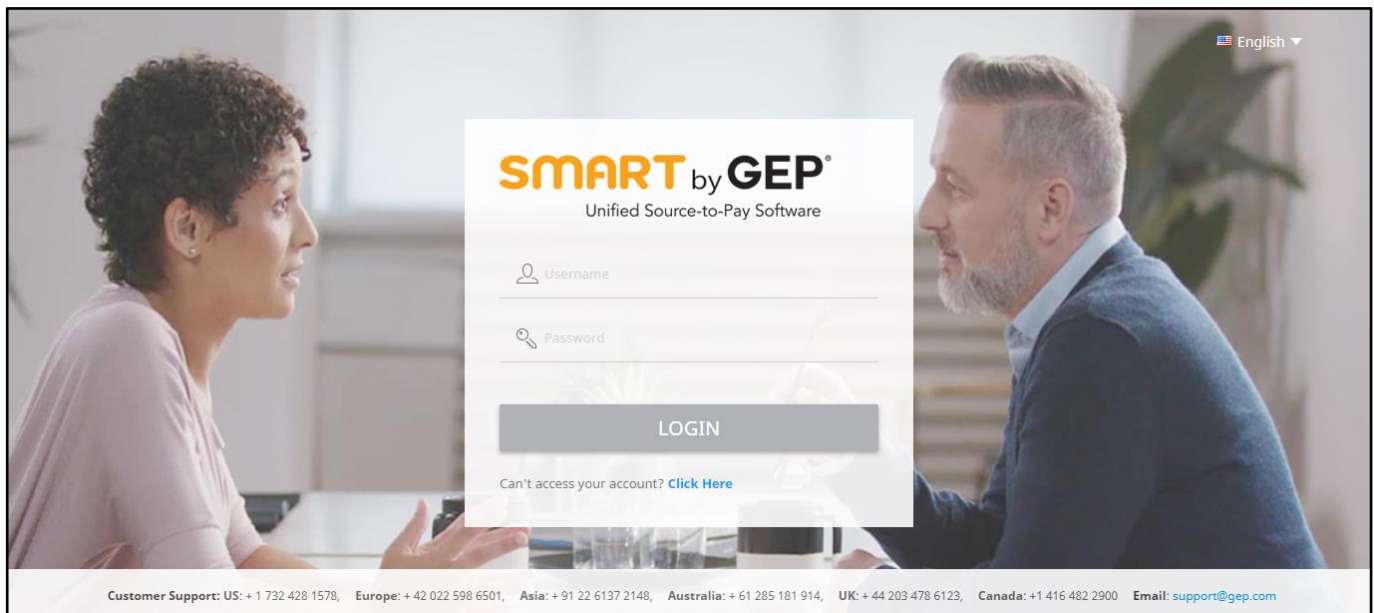 English
SMART by GEP®
Unified Source-to-Pay Software
Username
Password
LOGIN
Can't access your account? Click Here
Customer Support: US: + 1 732 428 1578, Europe: + 42 022 598 6501, Asia: + 91 22 6137 2148, Australia: + 61 285 181 914, UK: + 44 203 478 6123, Canada: +1 416 482 2900 Email: support@gep.com